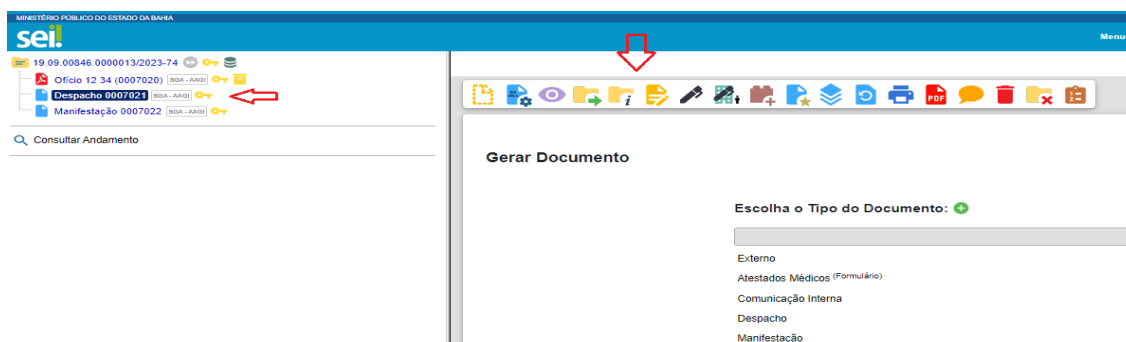 MINISTÉRIO PÚBLICO DO ESTADO DA BAHIA
sei!
Menu
19.09.00846.0000013/2023-74
Ofício 12 34 (0007020) SGA - AAGI
Despacho 0007021 SGA - AAGI
Manifestação 0007022 SGA - AAGI
Consultar Andamento
PDF
Gerar Documento
Escolha o Tipo do Documento:
Externo
Atestados Médicos (Formulário)
Comunicação Interna
Despacho
Manifestação